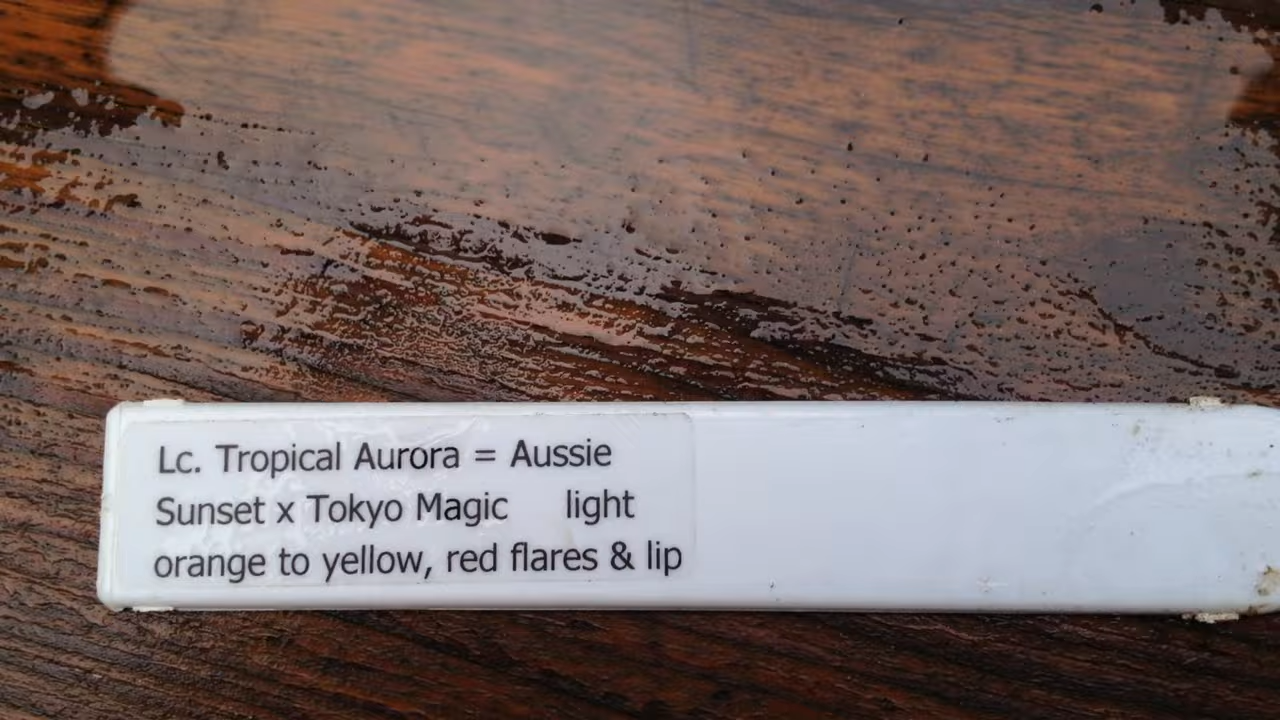 Lc. Tropical Aurora = Aussie
Sunset x Tokyo Magic light
orange to yellow, red flares & lip